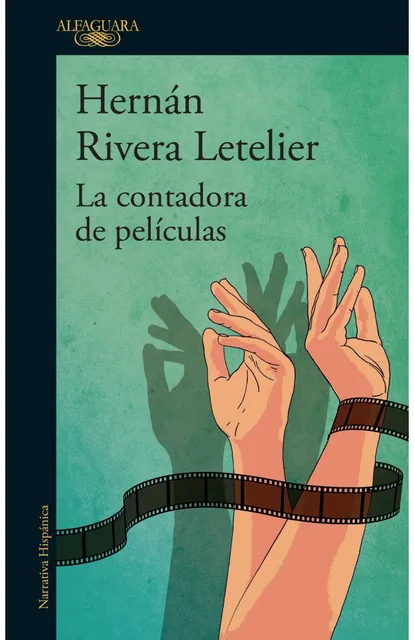 ALFAGUARA
Hernán
Rivera Letelier
La contadora
de películas
Narrativa Hispánica